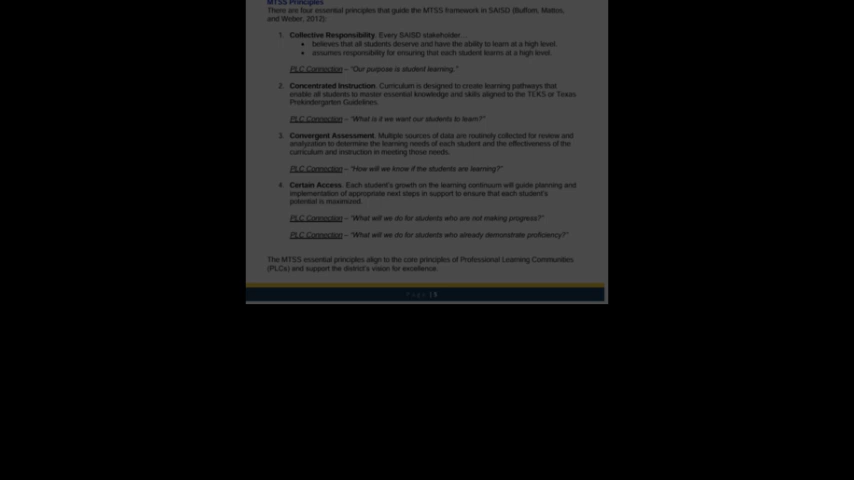 MTSS Principles
There are four essential principles that guide the MTSS framework in SAISD (Buffum, Mattos,
and Weber, 2012):
1. Collective Responsibility. Every SAISD stakeholder…
• believes that all students deserve and have the ability to learn at a high level.
• assumes responsibility for ensuring that each student learns at a high level.
PLC Connection – "Our purpose is student learning."
2. Concentrated Instruction. Curriculum is designed to create learning pathways that
enable all students to master essential knowledge and skills aligned to the TEKS or Texas
Prekindergarten Guidelines.
PLC Connection – "What is it we want our students to learn?"
3. Convergent Assessment. Multiple sources of data are routinely collected for review and
analyzation to determine the learning needs of each student and the effectiveness of the
curriculum and instruction in meeting those needs.
PLC Connection – "How will we know if the students are learning?"
4. Certain Access. Each student's growth on the learning continuum will guide planning and
implementation of appropriate next steps in support to ensure that each student's
potential is maximized.
PLC Connection – "What will we do for students who are not making progress?"
PLC Connection – "What will we do for students who already demonstrate proficiency?"
The MTSS essential principles align to the core principles of Professional Learning Communities
(PLCs) and support the district's vision for excellence.
Page | 5